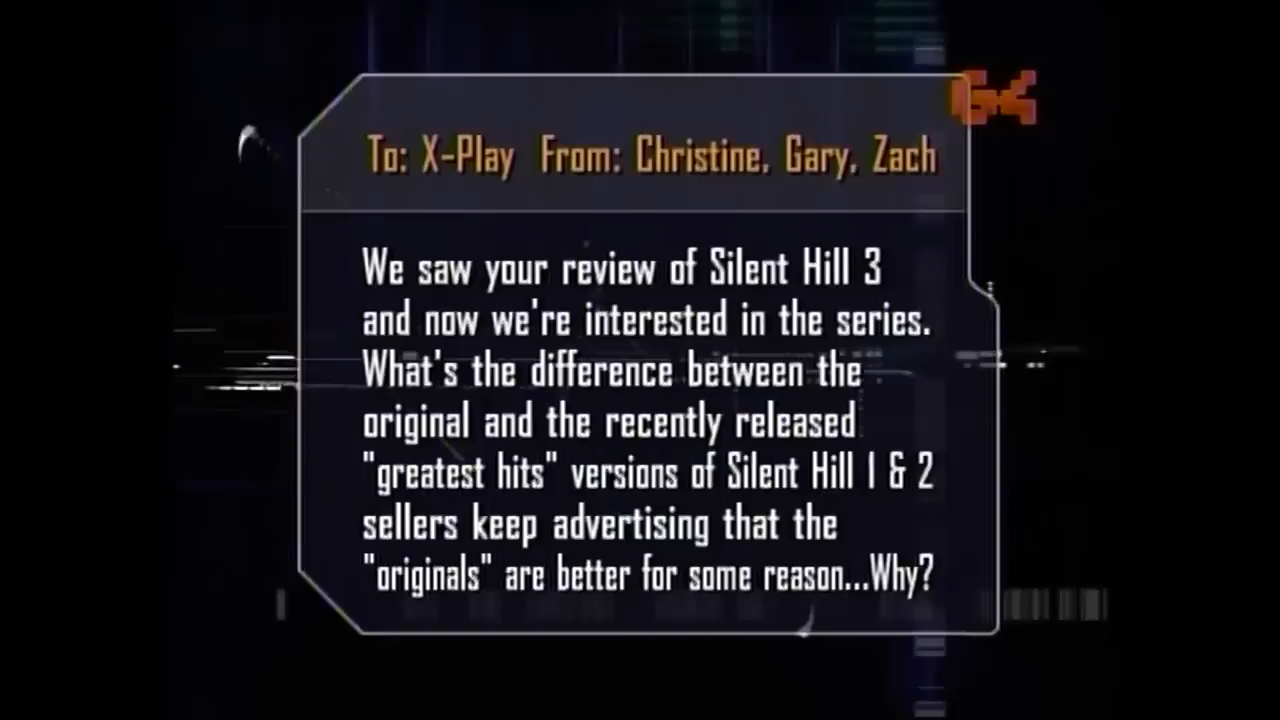 G4
To: X-Play From: Christine, Gary, Zach
We saw your review of Silent Hill 3
and now we're interested in the series.
What's the difference between the
original and the recently released
"greatest hits" versions of Silent Hill 1 & 2
sellers keep advertising that the
"originals" are better for some reason...Why?